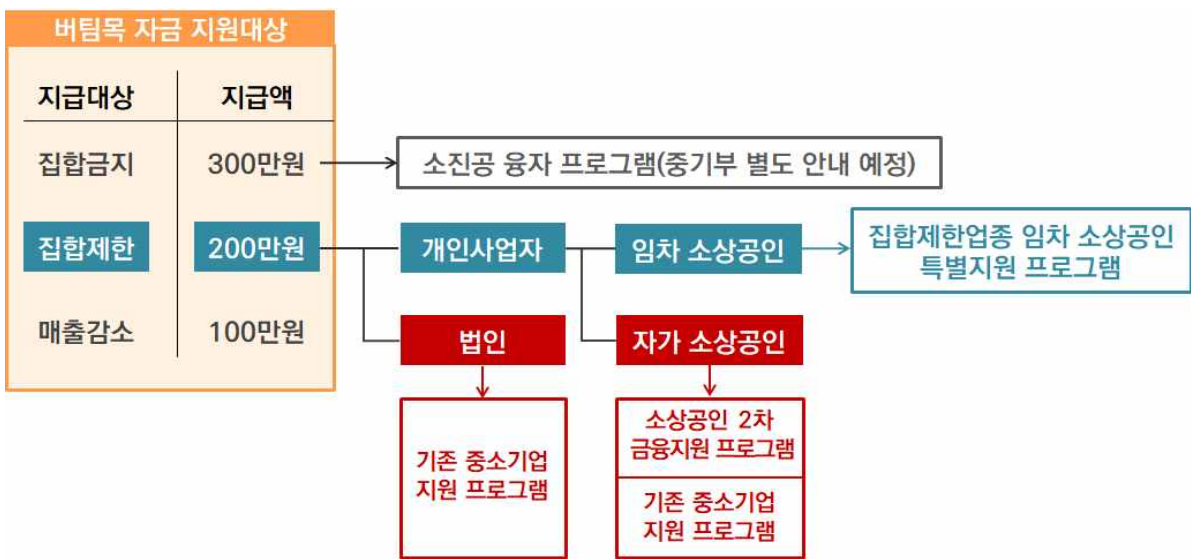 버팀목 자금 지원대상
지급대상 지급액
집합금지 300만원
소진공 융자 프로그램(중기부 별도 안내 예정)
집합제한 200만원
개인사업자
임차 소상공인
집합제한업종 임차 소상공인
특별지원 프로그램
매출감소 100만원
법인
자가 소상공인
기존 중소기업
지원 프로그램
소상공인 2차
금융지원 프로그램
기존 중소기업
지원 프로그램